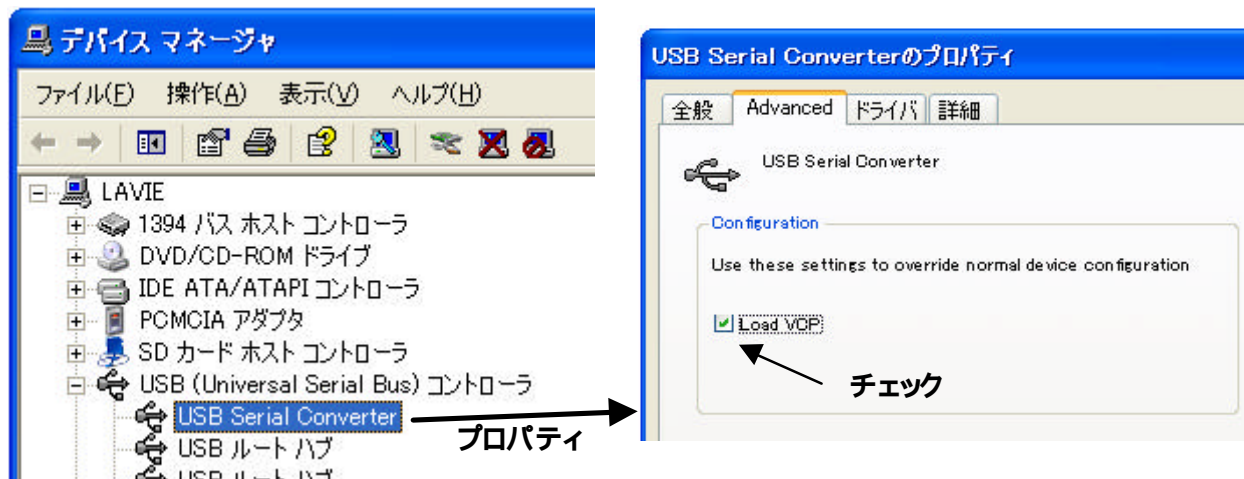 デバイス マネージャ
ファイル(F) 操作(A) 表示(V) ヘルプ(H)
LAVIE
1394 バス ホスト コントローラ
DVD/CD-ROM ドライブ
IDE ATA/ATAPI コントローラ
PCMCIA アダプタ
SD カード ホスト コントローラ
USB (Universal Serial Bus) コントローラ
USB Serial Converter
USB ルート ハブ
USB ルート ハブ
プロパティ
USB Serial Converterのプロパティ
全般 Advanced ドライバ 詳細
USB Serial Converter
Configuration
Use these settings to override normal device configuration
Load VCP
チェック